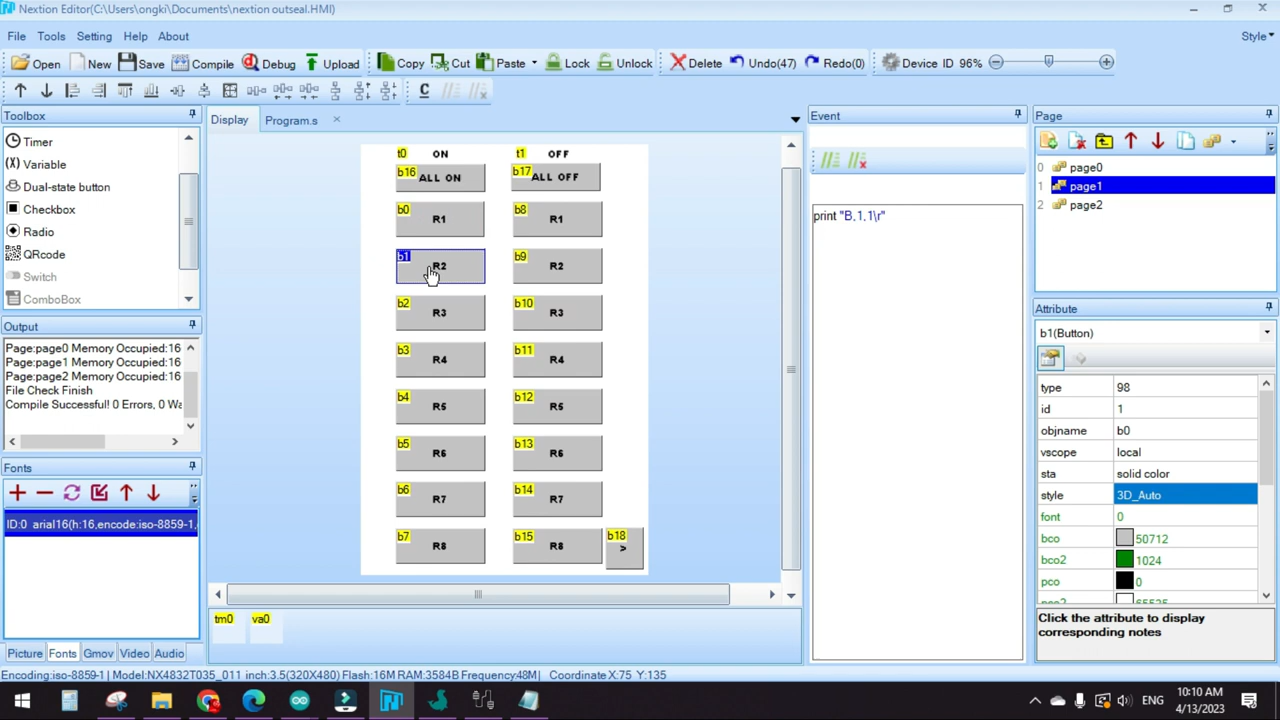 Nextion Editor(C:\Users\ongki\Documents\nextion outseal.HMI)
File Tools Setting Help About Style
Open New Save Compile Debug Upload Copy Cut Paste Lock Unlock Delete Undo(47) Redo(0) Device ID 96%
Toolbox
Timer
Variable
Dual-state button
Checkbox
Radio
QRcode
Switch
ComboBox
Output
Page:page0 Memory Occupied:16
Page:page1 Memory Occupied:16
Page:page2 Memory Occupied:16
File Check Finish
Compile Successful! 0 Errors, 0 Wa
Fonts
ID:0 arial16(h:16,encode:iso-8859-1,
Picture Fonts Gmov Video Audio
Display Program.s
t0 ON t1 OFF
b16 ALL ON b17 ALL OFF
b0 R1 b8 R1
b1 R2 b9 R2
b2 R3 b10 R3
b3 R4 b11 R4
b4 R5 b12 R5
b5 R6 b13 R6
b6 R7 b14 R7
b7 R8 b15 R8 b18 >
tm0 va0
Event
print "B,1,1\r"
Page
0 page0
1 page1
2 page2
Attribute
b1(Button)
type 98
id 1
objname b0
vscope local
sta solid color
style 3D_Auto
font 0
bco 50712
bco2 1024
pco 0
pco2 65535
Click the attribute to display
corresponding notes
Encoding:iso-8859-1 Model:NX4832T035_011 inch:3.5(320X480) Flash:16M RAM:3584B Frequency:48M Coordinate X:75 Y:135
ENG
10:10 AM
4/13/2023